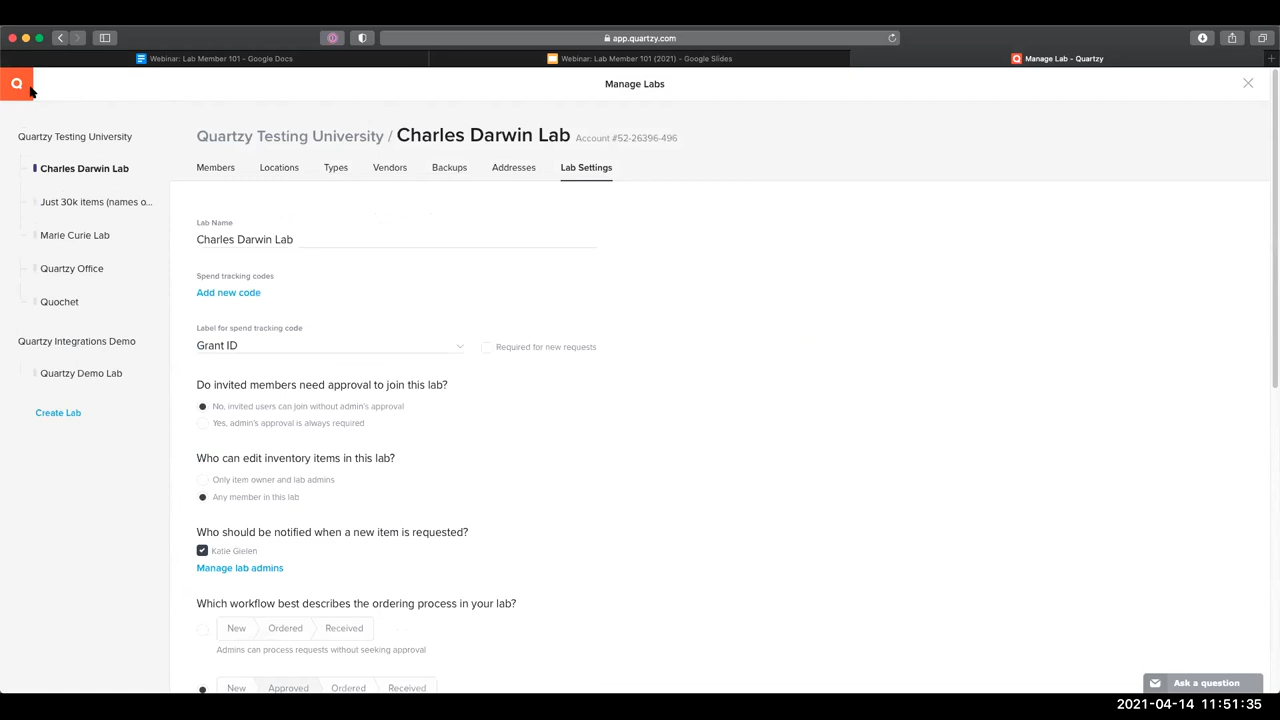 app.quartzy.com
Webinar: Lab Member 101 - Google Docs
Webinar: Lab Member 101 (2021) - Google Slides
Manage Lab - Quartzy
Q
Manage Labs
Quartzy Testing University
Charles Darwin Lab
Just 30k items (names o...
Marie Curie Lab
Quartzy Office
Quochet
Quartzy Integrations Demo
Quartzy Demo Lab
Create Lab
Quartzy Testing University / Charles Darwin Lab Account #52-26396-496
Members Locations Types Vendors Backups Addresses Lab Settings
Lab Name
Charles Darwin Lab
Spend tracking codes
Add new code
Label for spend tracking code
Grant ID
Required for new requests
Do invited members need approval to join this lab?
No, invited users can join without admin's approval
Yes, admin's approval is always required
Who can edit inventory items in this lab?
Only item owner and lab admins
Any member in this lab
Who should be notified when a new item is requested?
Katie Gielen
Manage lab admins
Which workflow best describes the ordering process in your lab?
New Ordered Received
Admins can process requests without seeking approval
New Approved Ordered Received
Ask a question
2021-04-14 11:51:35